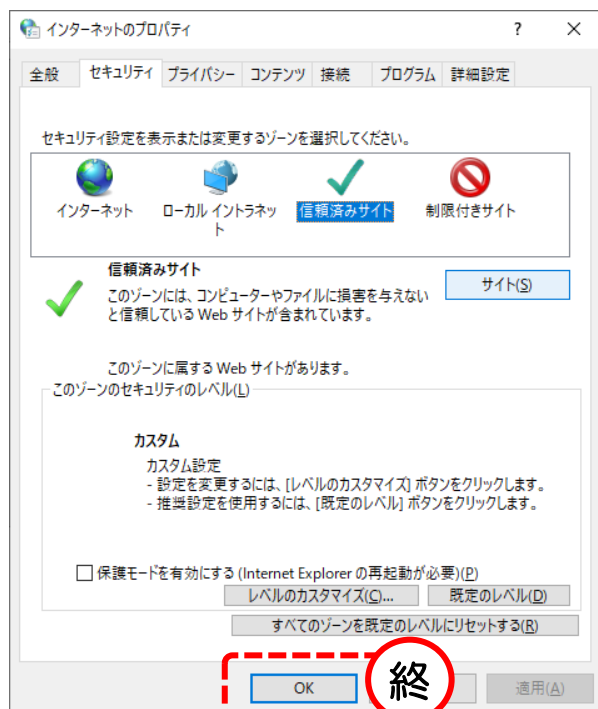 インターネットのプロパティ ? ×
全般 セキュリティ プライバシー コンテンツ 接続 プログラム 詳細設定
セキュリティ設定を表示または変更するゾーンを選択してください。
インターネット ローカル イントラネッ 信頼済みサイト 制限付きサイト
ト
信頼済みサイト
サイト(S)
このゾーンには、コンピューターやファイルに損害を与えない
と信頼している Web サイトが含まれています。
このゾーンに属する Web サイトがあります。
このゾーンのセキュリティのレベル(L)
カスタム
カスタム設定
- 設定を変更するには、[レベルのカスタマイズ] ボタンをクリックします。
- 推奨設定を使用するには、[既定のレベル] ボタンをクリックします。
保護モードを有効にする (Internet Explorer の再起動が必要)(P)
レベルのカスタマイズ(C)... 既定のレベル(D)
すべてのゾーンを既定のレベルにリセットする(R)
OK 終 適用(A)